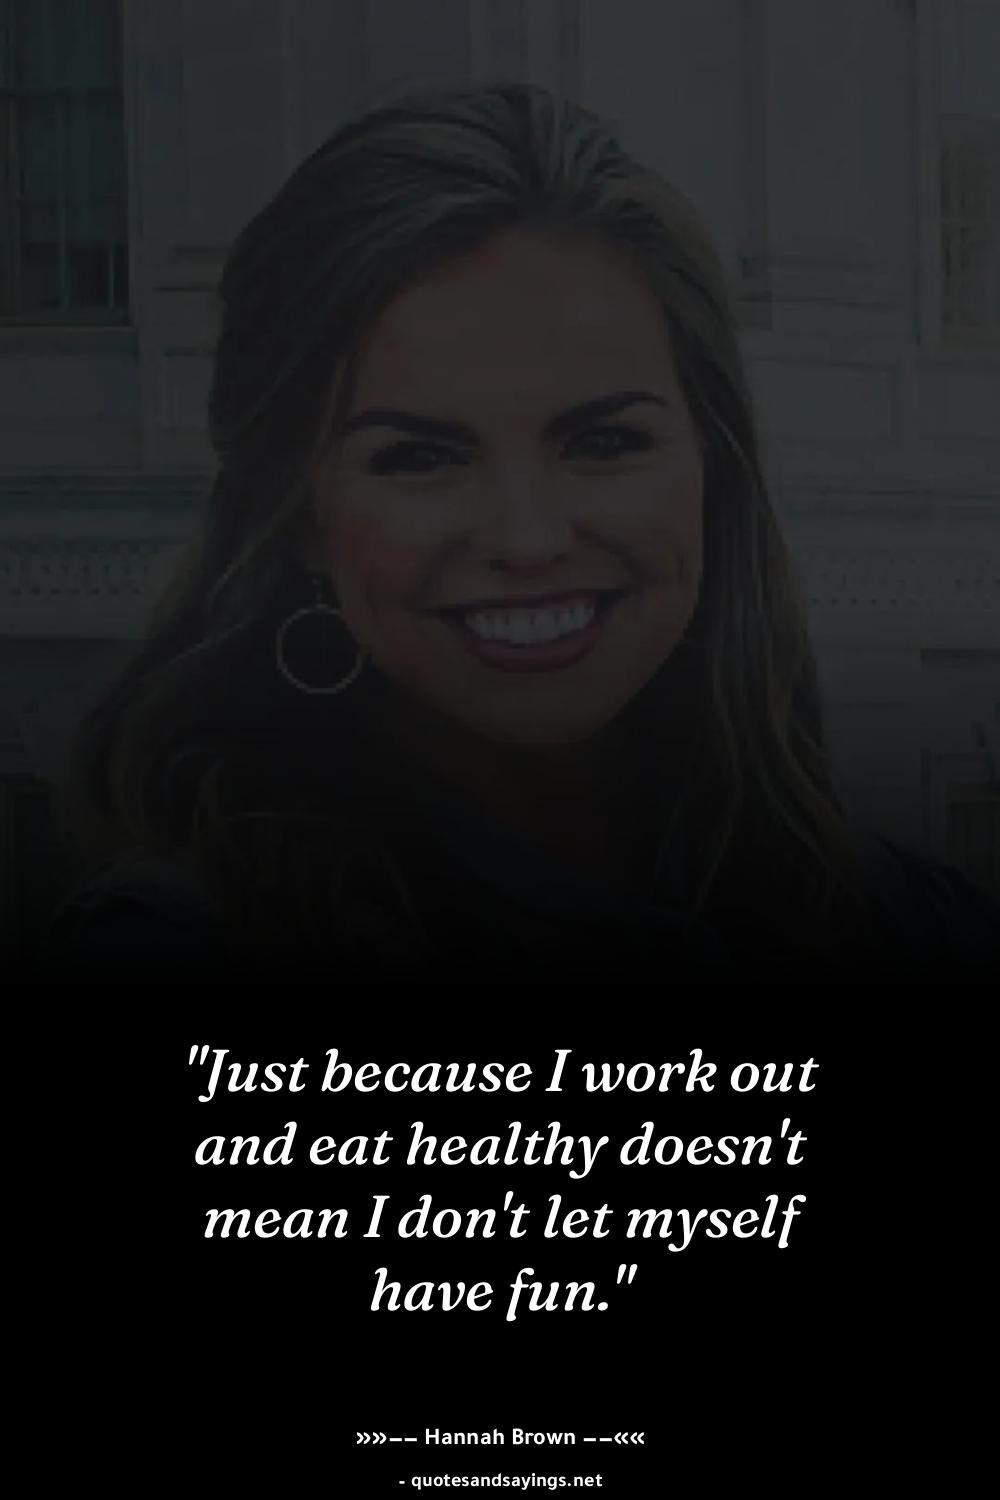 "Just because I work out
and eat healthy doesn't
mean I don't let myself
have fun."
»»–– Hannah Brown ––««
- quotesandsayings.net